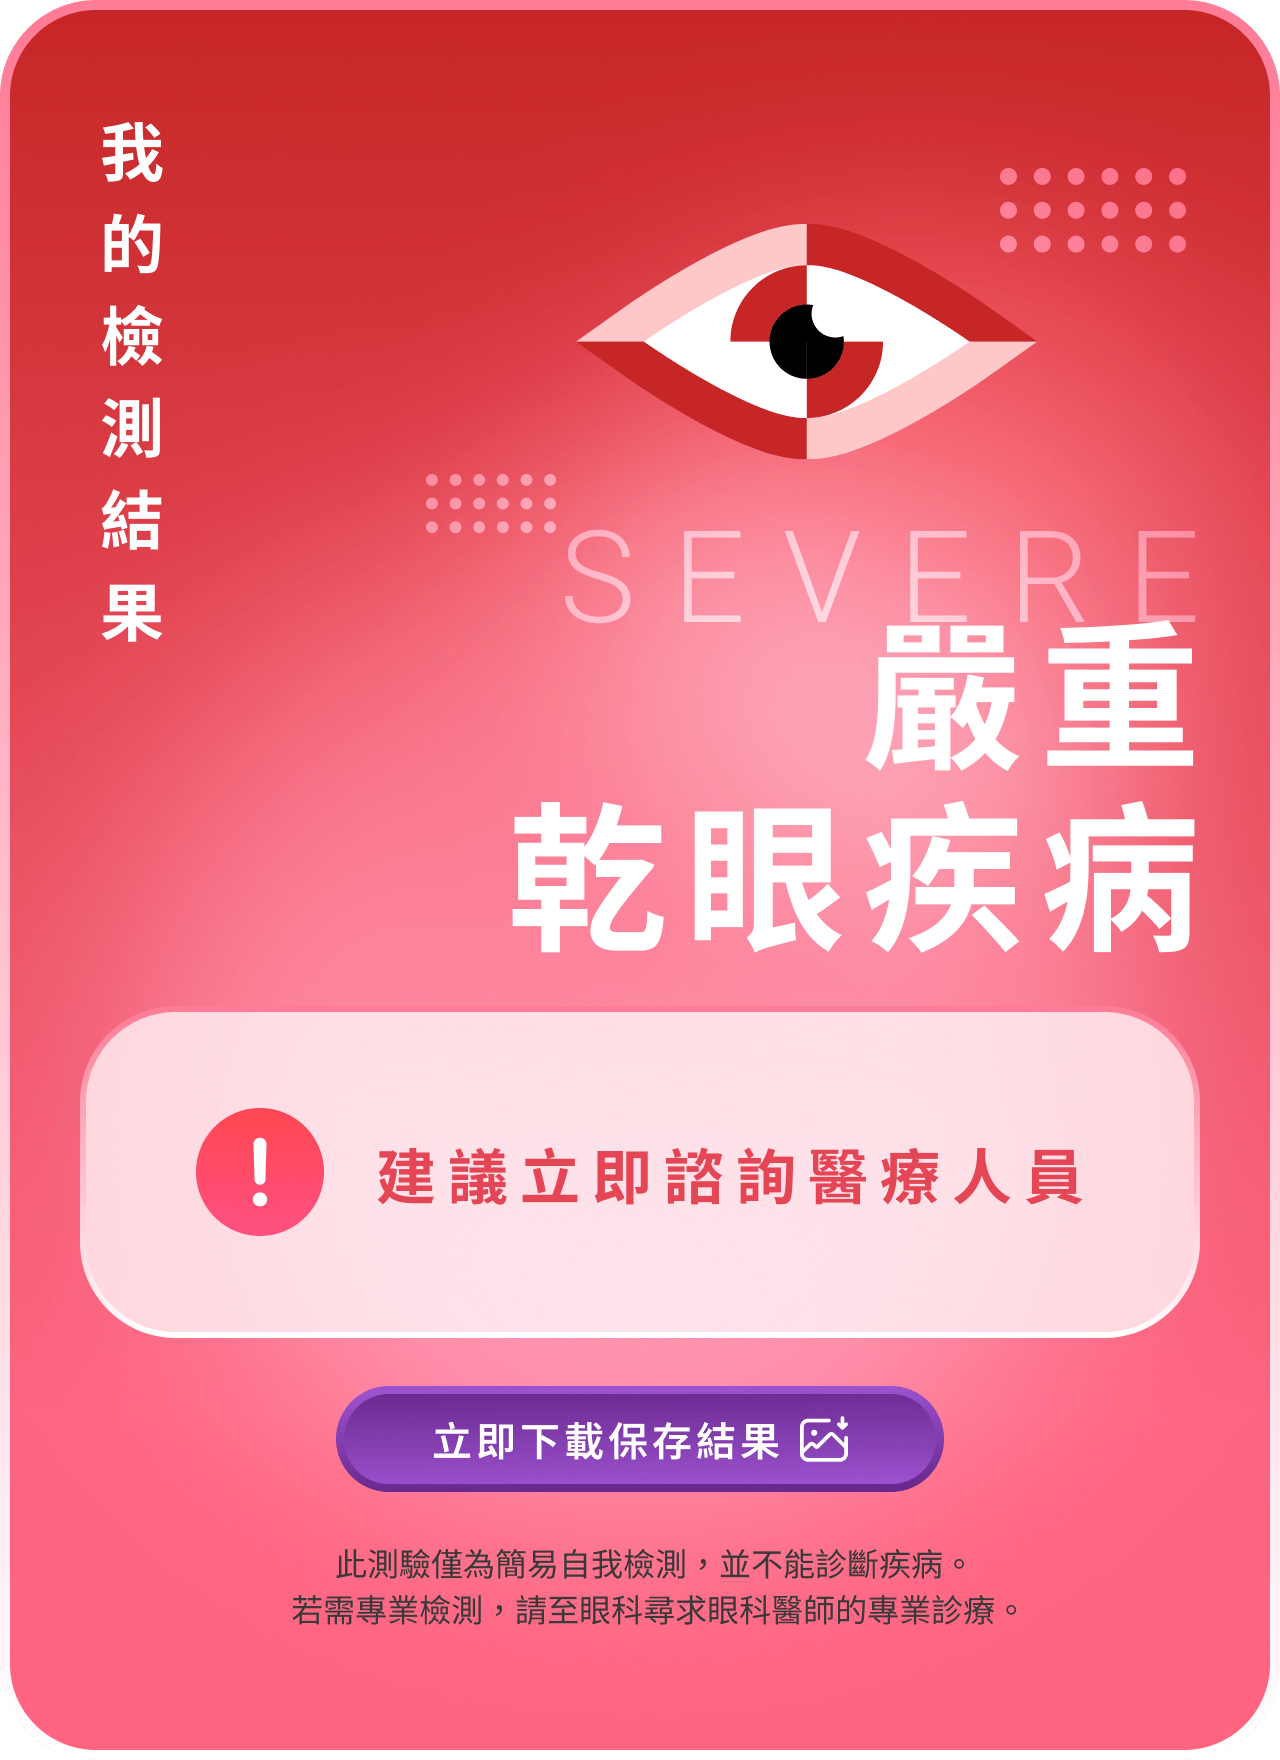 我的檢測結果
SEVERE
嚴重
乾眼疾病
建議立即諮詢醫療人員
立即下載保存結果
此測驗僅為簡易自我檢測，並不能診斷疾病。
若需專業檢測，請至眼科尋求眼科醫師的專業診療。